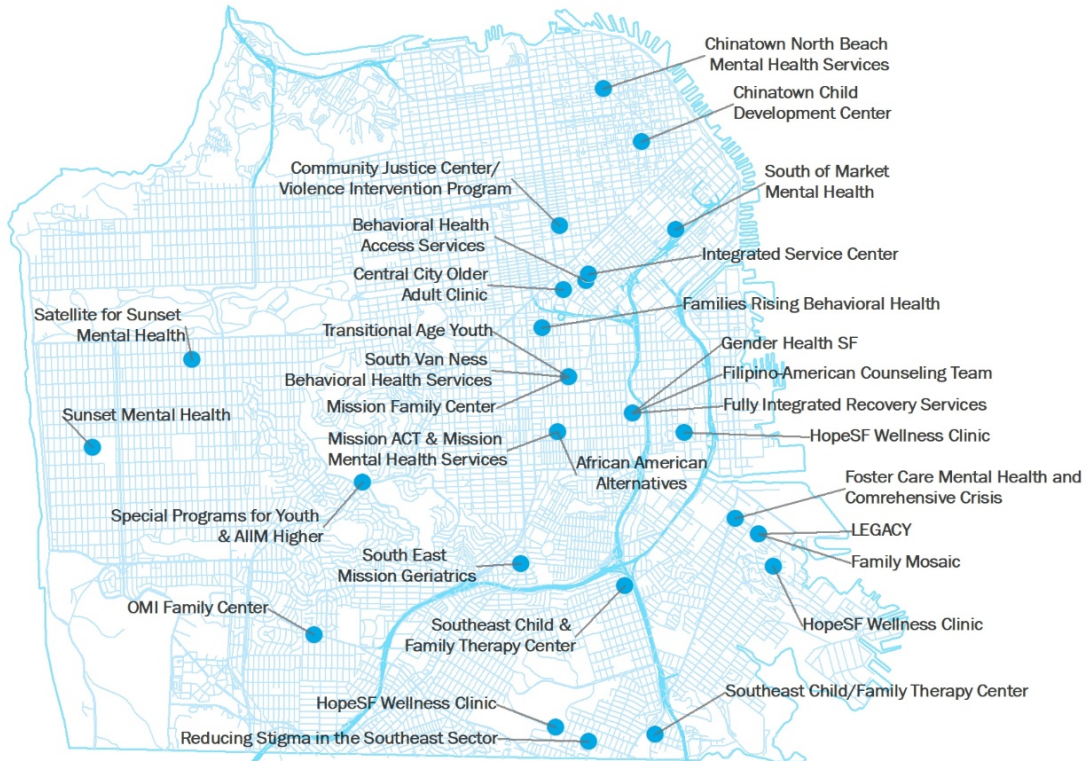 Chinatown North Beach
Mental Health Services
Chinatown Child
Development Center
Community Justice Center/
Violence Intervention Program
South of Market
Mental Health
Behavioral Health
Access Services
Integrated Service Center
Central City Older
Adult Clinic
Families Rising Behavioral Health
Satellite for Sunset
Mental Health
Transitional Age Youth
Gender Health SF
South Van Ness
Behavioral Health Services
Filipino-American Counseling Team
Mission Family Center
Fully Integrated Recovery Services
Sunset Mental Health
HopeSF Wellness Clinic
Mission ACT & Mission
Mental Health Services
African American
Alternatives
Foster Care Mental Health and
Comrehensive Crisis
Special Programs for Youth
& AIIM Higher
LEGACY
South East
Mission Geriatrics
Family Mosaic
OMI Family Center
Southeast Child &
Family Therapy Center
HopeSF Wellness Clinic
HopeSF Wellness Clinic
Southeast Child/Family Therapy Center
Reducing Stigma in the Southeast Sector